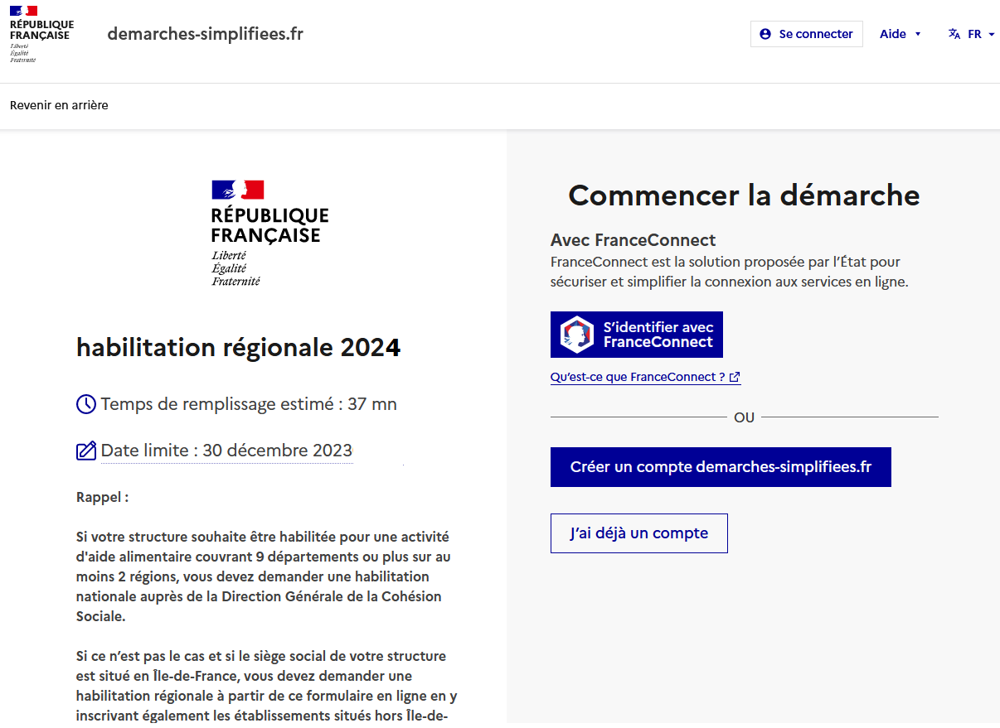 RÉPUBLIQUE
FRANÇAISE
Liberté
Égalité
Fraternité
demarches-simplifiees.fr
Se connecter
Aide
FR
Revenir en arrière
RÉPUBLIQUE
FRANÇAISE
Liberté
Égalité
Fraternité
habilitation régionale 2024
Temps de remplissage estimé : 37 mn
Date limite : 30 décembre 2023
Rappel :
Si votre structure souhaite être habilitée pour une activité
d'aide alimentaire couvrant 9 départements ou plus sur au
moins 2 régions, vous devez demander une habilitation
nationale auprès de la Direction Générale de la Cohésion
Sociale.
Si ce n’est pas le cas et si le siège social de votre structure
est situé en Île-de-France, vous devez demander une
habilitation régionale à partir de ce formulaire en ligne en y
inscrivant également les établissements situés hors Île-de-
Commencer la démarche
Avec FranceConnect
FranceConnect est la solution proposée par l’État pour
sécuriser et simplifier la connexion aux services en ligne.
S’identifier avec
FranceConnect
Qu’est-ce que FranceConnect ?
OU
Créer un compte demarches-simplifiees.fr
J’ai déjà un compte